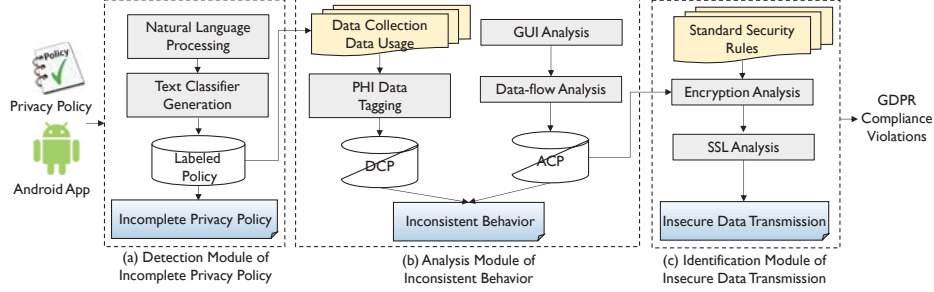 Policy
Privacy Policy
Android App
Natural Language
Processing
Text Classifier
Generation
Labeled
Policy
Incomplete Privacy Policy
(a) Detection Module of
Incomplete Privacy Policy
Data Collection
Data Usage
PHI Data
Tagging
DCP
GUI Analysis
Data-flow Analysis
ACP
Inconsistent Behavior
(b) Analysis Module of
Inconsistent Behavior
Standard Security
Rules
Encryption Analysis
SSL Analysis
Insecure Data Transmission
(c) Identification Module of
Insecure Data Transmission
GDPR
Compliance
Violations